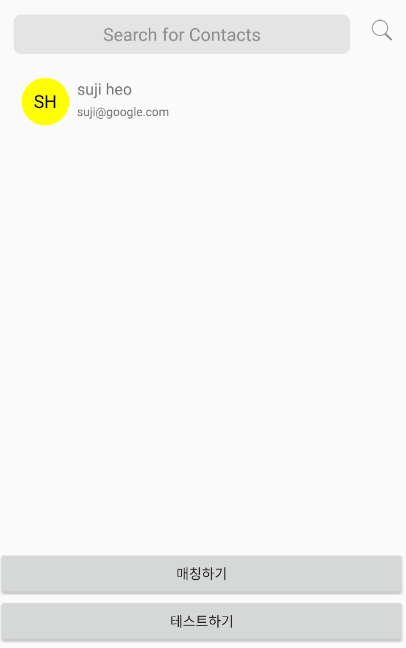 Search for Contacts
SH
suji heo
suji@google.com
매칭하기
테스트하기